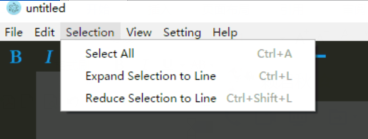 untitled
File Edit Selection View Setting Help
B I
Select All Ctrl+A
Expand Selection to Line Ctrl+L
Reduce Selection to Line Ctrl+Shift+L